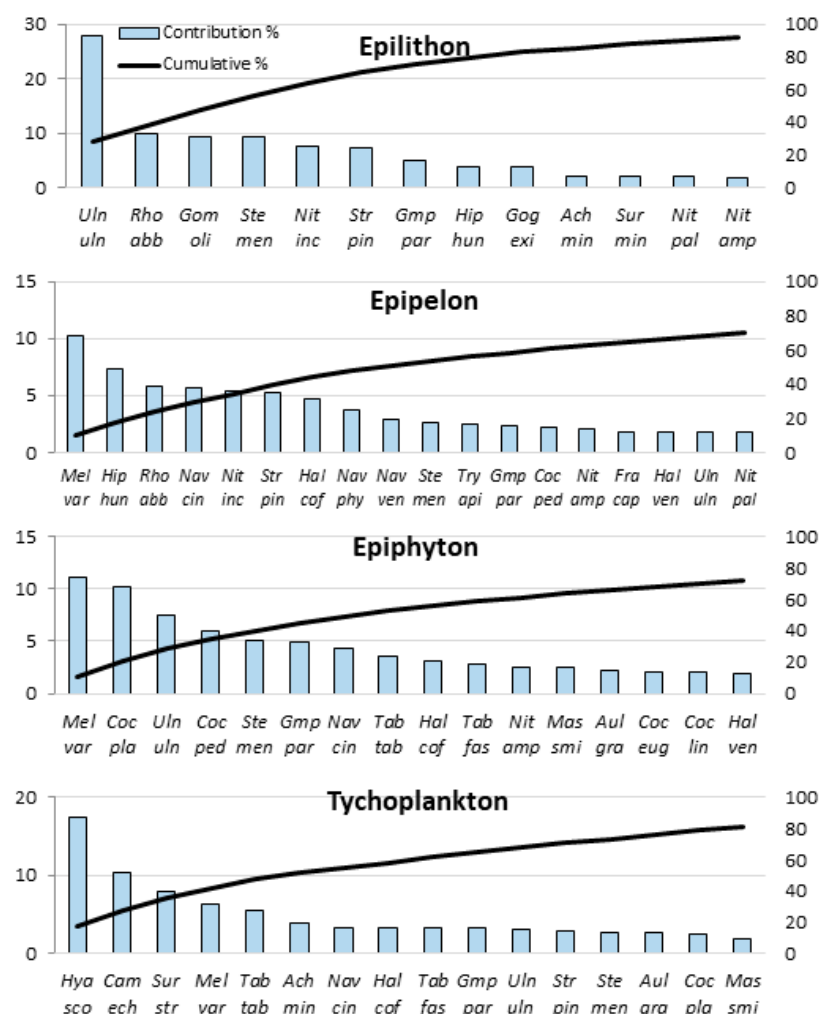 30
20
10
0
Contribution %
Cumulative %
Epilithon
100
80
60
40
20
0
Uln Rho Gom Ste Nit Str Gmp Hip Gog Ach Sur Nit Nit
uln abb oli men inc pin par hun exi min min pal amp
15
10
5
0
Epipelon
100
80
60
40
20
0
Mel Hip Rho Nav Nit Str Hal Nav Nav Ste Try Gmp Coc Nit Fra Hal Uln Nit
var hun abb cin inc pin cof phy ven men api par ped amp cap ven uln pal
15
10
5
0
Epiphyton
100
80
60
40
20
0
Mel Coc Uln Coc Ste Gmp Nav Tab Hal Tab Nit Mas Aul Coc Coc Hal
var pla uln ped men par cin tab cof fas amp smi gra eug lin ven
20
10
0
Tychoplankton
100
80
60
40
20
0
Hya Cam Sur Mel Tab Ach Nav Hal Tab Gmp Uln Str Ste Aul Coc Mas
sco ech str var tab min cin cof fas par uln pin men gra pla smi